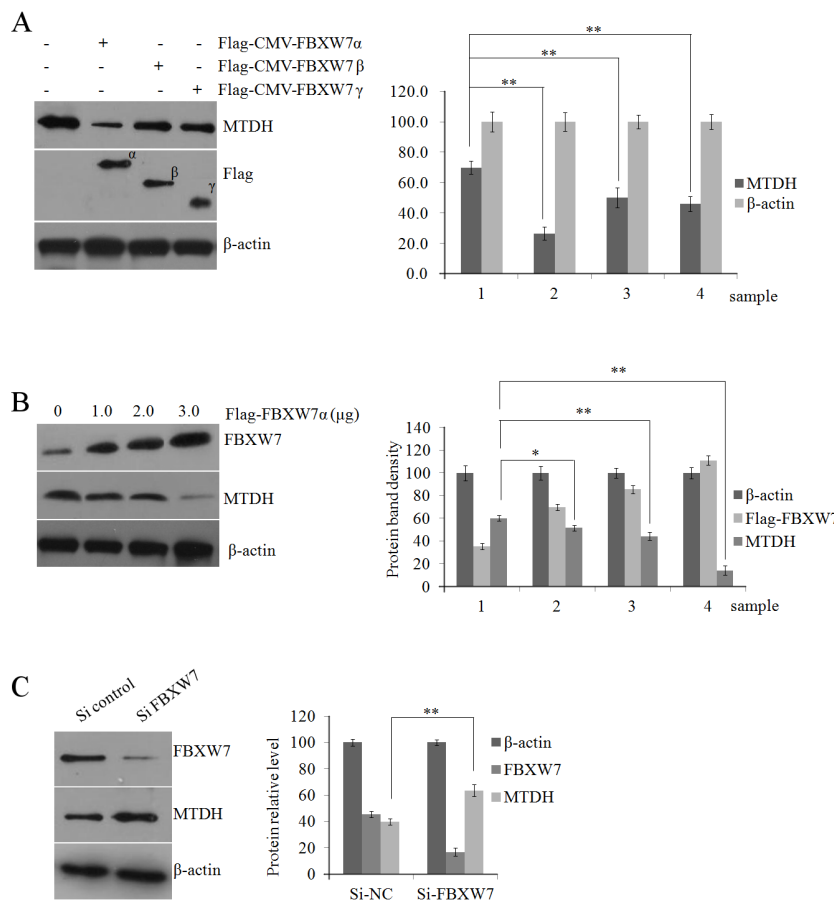 A
- + - - Flag-CMV-FBXW7α
- - + - Flag-CMV-FBXW7β
- - - + Flag-CMV-FBXW7γ
MTDH
α
β
γ
Flag
β-actin
**
**
**
120.0
100.0
80.0
60.0
40.0
20.0
0.0
1 2 3 4 sample
MTDH
β-actin
B
0 1.0 2.0 3.0 Flag-FBXW7α (μg)
FBXW7
MTDH
β-actin
**
**
*
Protein band density
140
120
100
80
60
40
20
0
1 2 3 4 sample
β-actin
Flag-FBXW7
MTDH
C
Si control Si FBXW7
FBXW7
MTDH
β-actin
**
Protein relative level
120
100
80
60
40
20
0
Si-NC Si-FBXW7
β-actin
FBXW7
MTDH